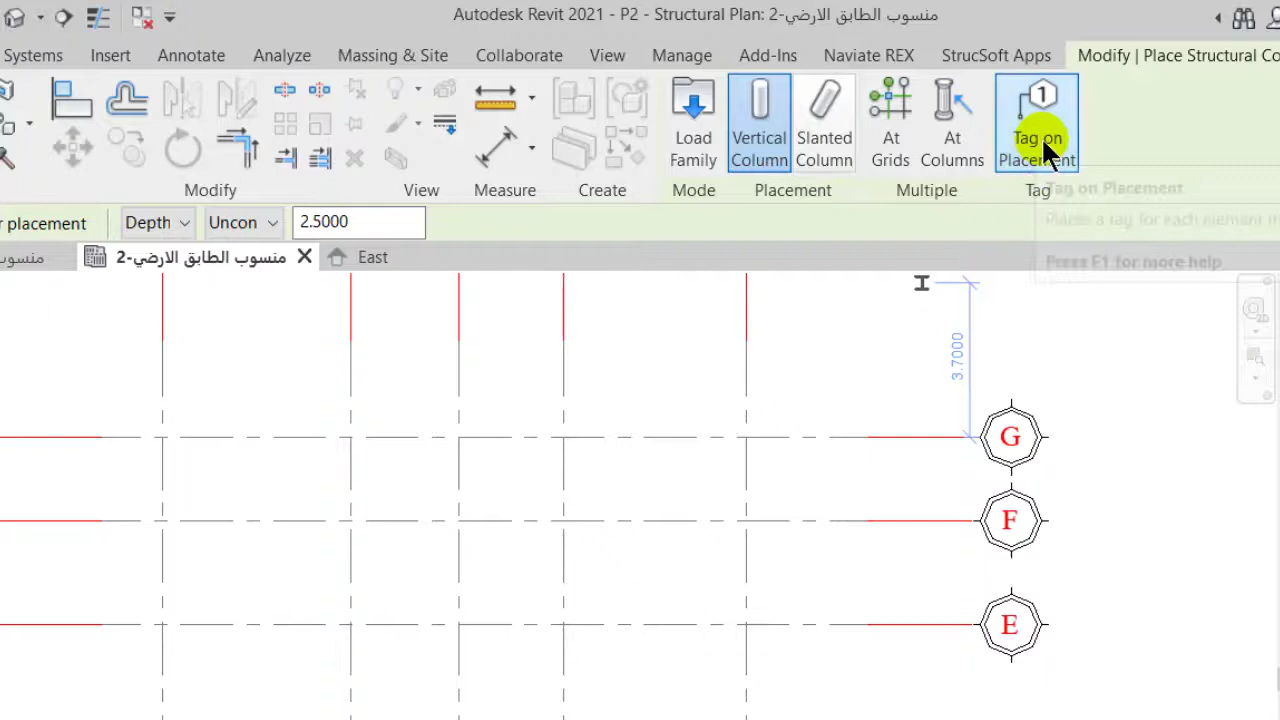 Autodesk Revit 2021 - P2 - Structural Plan: منسوب الطابق الارضي-2
Systems Insert Annotate Analyze Massing & Site Collaborate View Manage Add-Ins Naviate REX StrucSoft Apps Modify | Place Structural Co
Load Family
Vertical Column
Slanted Column
At Grids
At Columns
1
Tag on Placement
Modify View Measure Create Mode Placement Multiple Tag
Tag on Placement
Press F1 for more help
r placement Depth Uncon 2.5000
منسوب
منسوب الطابق الارضي-2
East
3.7000
G
F
E